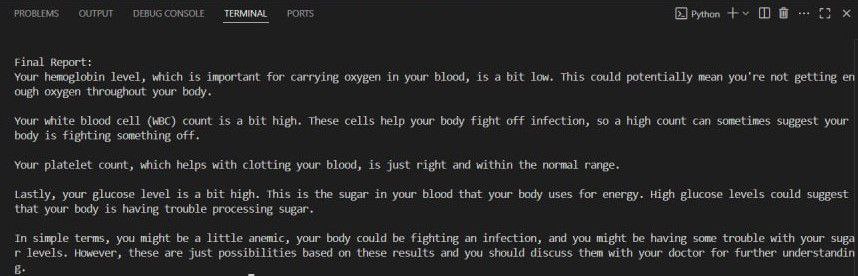 PROBLEMS OUTPUT DEBUG CONSOLE TERMINAL PORTS Python
Final Report:
Your hemoglobin level, which is important for carrying oxygen in your blood, is a bit low. This could potentially mean you're not getting en
ough oxygen throughout your body.
Your white blood cell (WBC) count is a bit high. These cells help your body fight off infection, so a high count can sometimes suggest your
body is fighting something off.
Your platelet count, which helps with clotting your blood, is just right and within the normal range.
Lastly, your glucose level is a bit high. This is the sugar in your blood that your body uses for energy. High glucose levels could suggest
that your body is having trouble processing sugar.
In simple terms, you might be a little anemic, your body could be fighting an infection, and you might be having some trouble with your suga
r levels. However, these are just possibilities based on these results and you should discuss them with your doctor for further understandin
g.